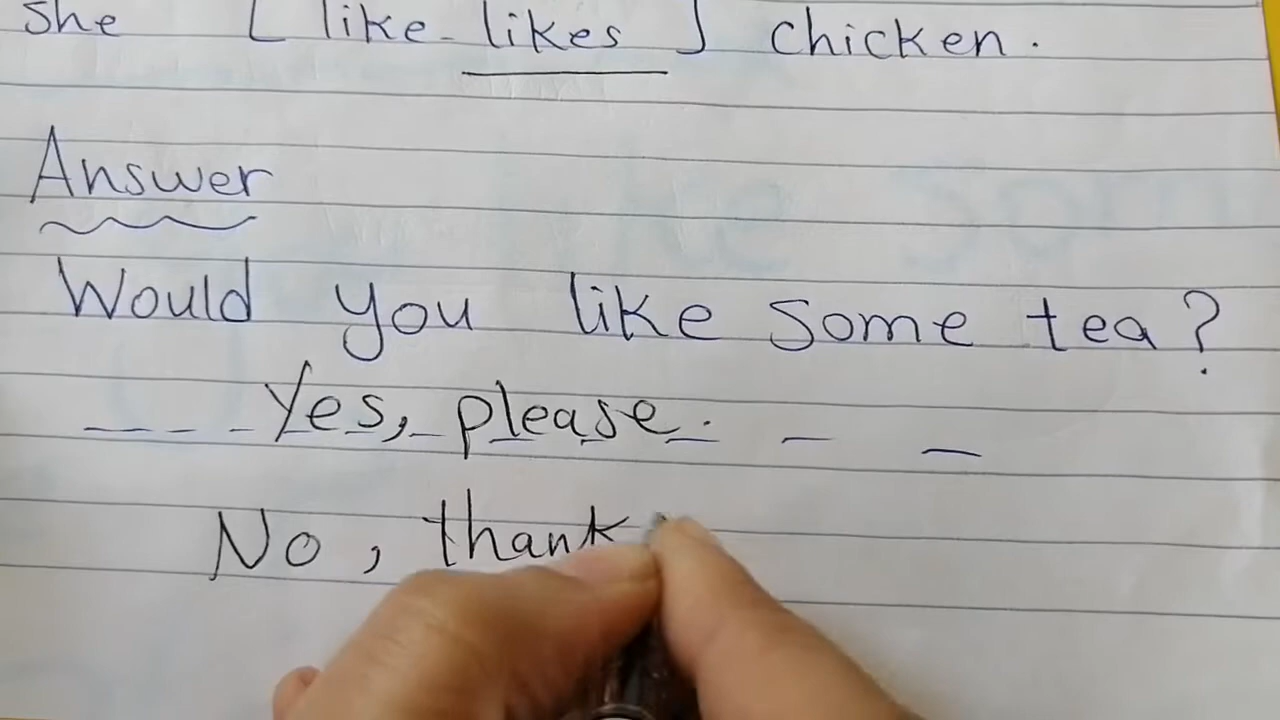 she [ like - likes ] chicken.
Answer
Would you like some tea?
Yes, please.
No, thank